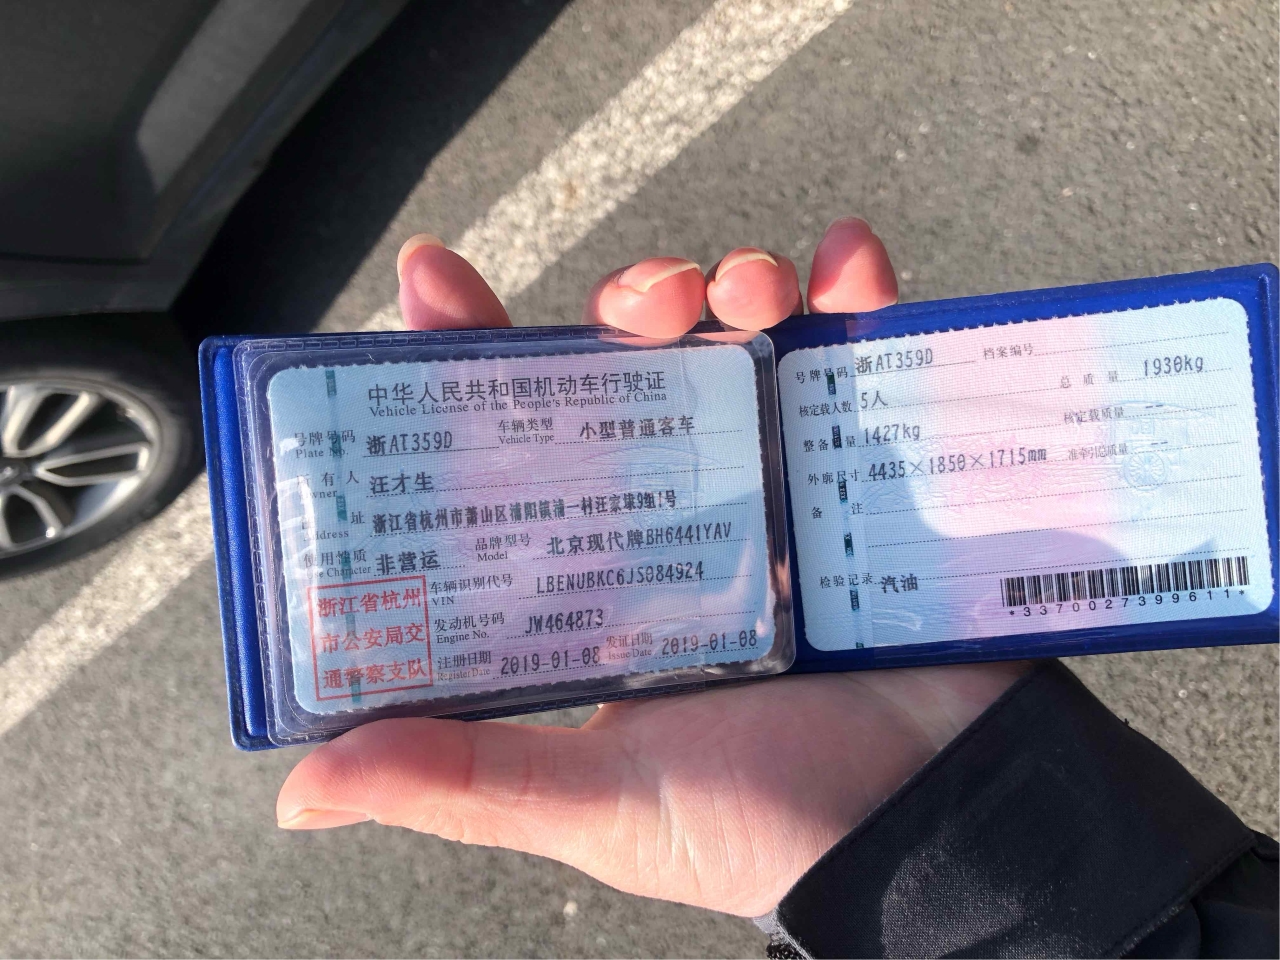 中华人民共和国机动车行驶证
Vehicle License of the People's Republic of China
号牌号码 浙AT359D 车辆类型 小型普通客车
Plate No. Vehicle Type
所有人 汪才生
Owner
址 浙江省杭州市萧山区浦阳镇浦一村汪家埭9组1号
Address
使用性质 非营运 品牌型号 北京现代牌BH6441YAV
Use Character Model
车辆识别代号 LBENUBKC6JS084924
VIN
发动机号码 JW464873
Engine No.
注册日期 2019-01-08 发证日期 2019-01-08
Register Date Issue Date
浙江省杭州
市公安局交
通警察支队
号牌号码 浙AT359D 档案编号
核定载人数 5人 总质量 1930kg
整备质量 1427kg 核定载质量 --
外廓尺寸 4435×1850×1715mm 准牵引总质量 --
备注
检验记录 汽油
*3370027399611*